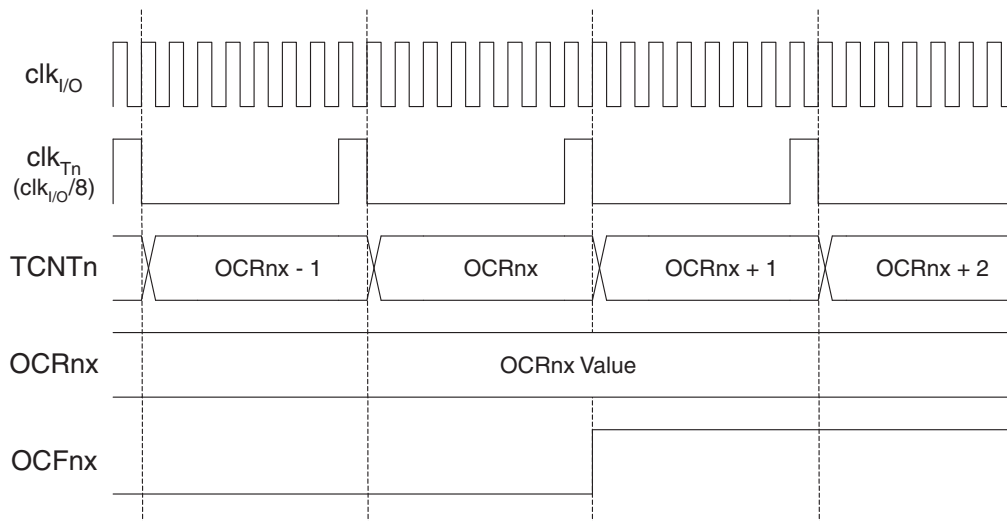 clkI/O
clkTn
(clkI/O/8)
TCNTn OCRnx - 1 OCRnx OCRnx + 1 OCRnx + 2
OCRnx OCRnx Value
OCFnx